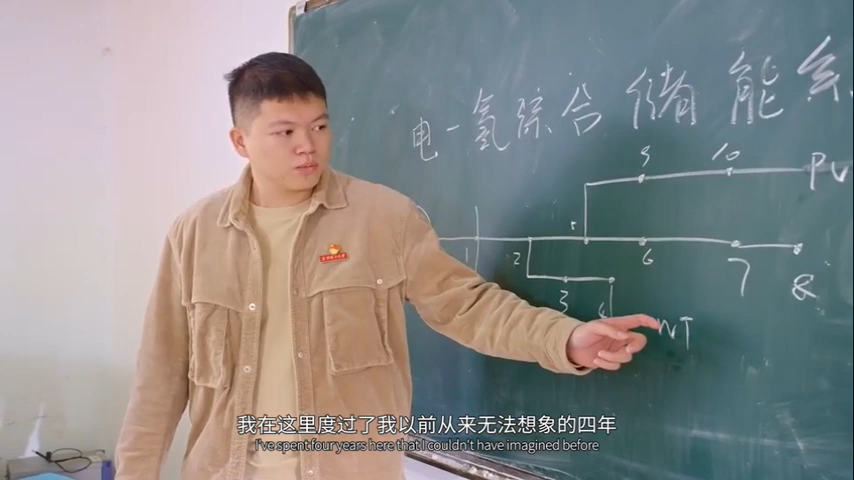 电-氢综合储能系
9 10 PV
5
1 2 6 7 8
3 4
WT
我在这里度过了我以前从来无法想象的四年
I've spent four years here that I couldn't have imagined before